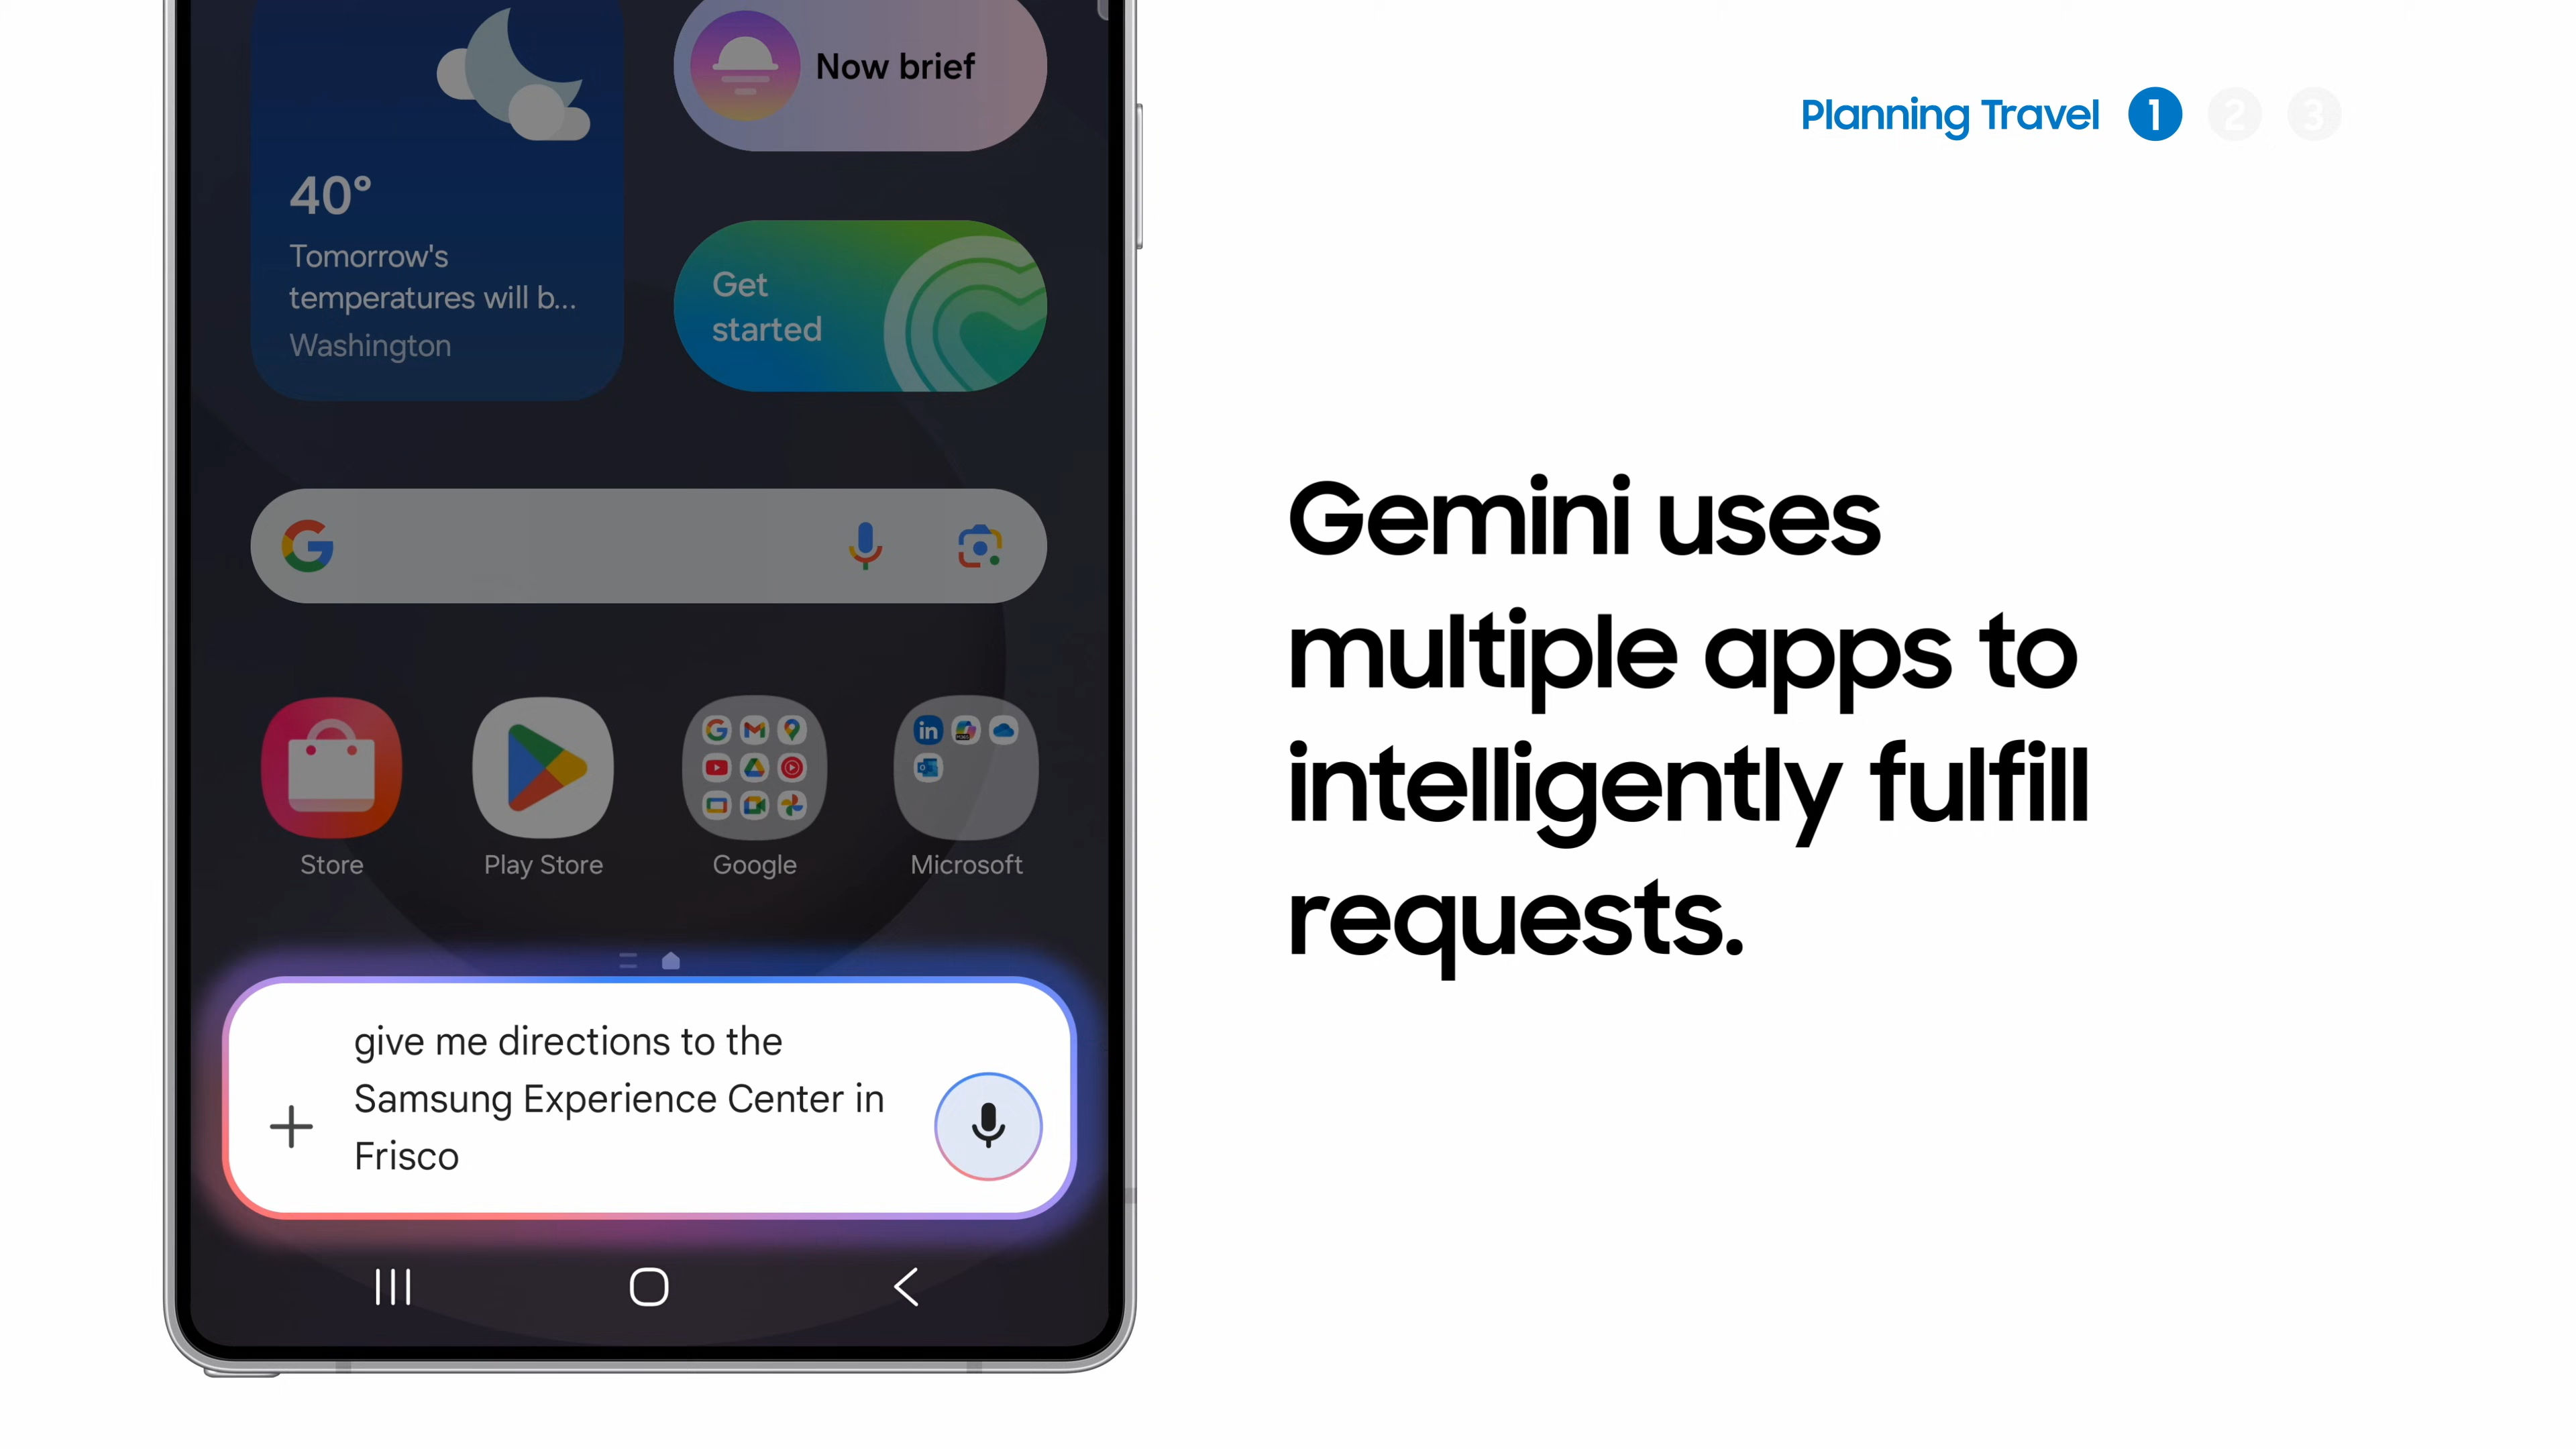 Now brief
40°
Tomorrow's
temperatures will b...
Washington
Get
started
Store
Play Store
Google
Microsoft
give me directions to the
Samsung Experience Center in
Frisco
Planning Travel 1 2 3
Gemini uses
multiple apps to
intelligently fulfill
requests.